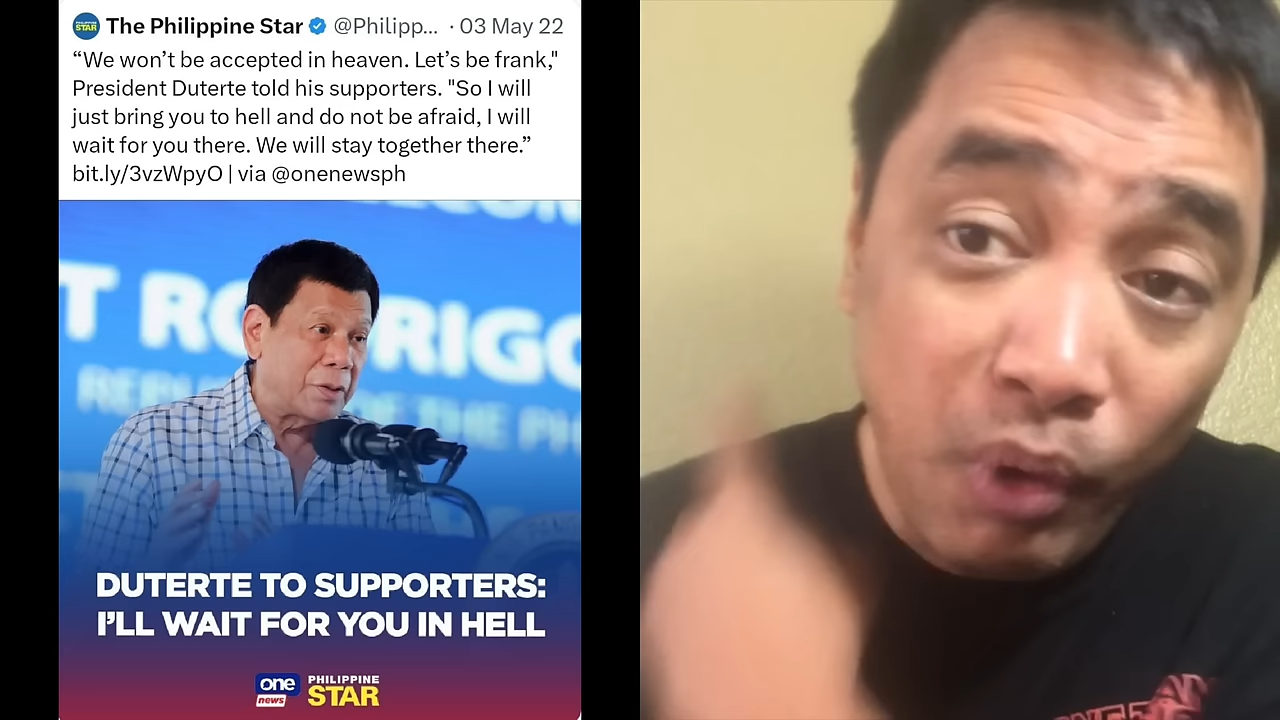 The Philippine Star @Philipp... · 03 May 22
“We won’t be accepted in heaven. Let’s be frank,"
President Duterte told his supporters. "So I will
just bring you to hell and do not be afraid, I will
wait for you there. We will stay together there.”
bit.ly/3vzWpyO | via @onenewsph
T RODRIGO
DUTERTE TO SUPPORTERS:
I’LL WAIT FOR YOU IN HELL
one
news
PHILIPPINE
STAR